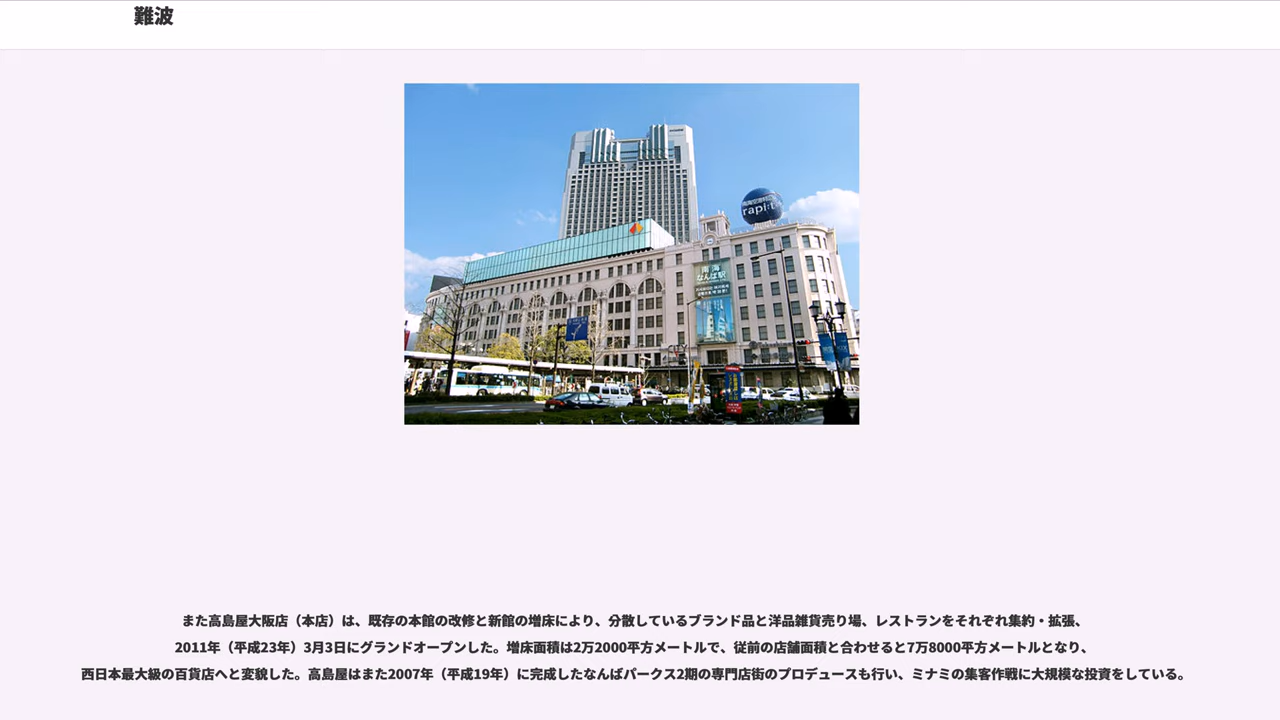 難波
rapi:t
南海
なんば駅
また高島屋大阪店（本店）は、既存の本館の改修と新館の増床により、分散しているブランド品と洋品雑貨売り場、レストランをそれぞれ集約・拡張、
2011年（平成23年）3月3日にグランドオープンした。増床面積は2万2000平方メートルで、従前の店舗面積と合わせると7万8000平方メートルとなり、
西日本最大級の百貨店へと変貌した。高島屋はまた2007年（平成19年）に完成したなんばパークス2期の専門店街のプロデュースも行い、ミナミの集客作戦に大規模な投資をしている。